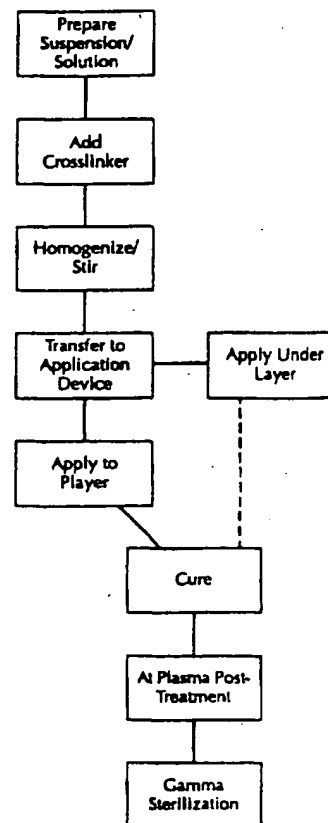 Prepare
Suspension/
Solution
Add
Crosslinker
Homogenize/
Stir
Transfer to
Application
Device
Apply Under
Layer
Apply to
Player
Cure
At Plasma Post-
Treatment
Gamma
Sterilization